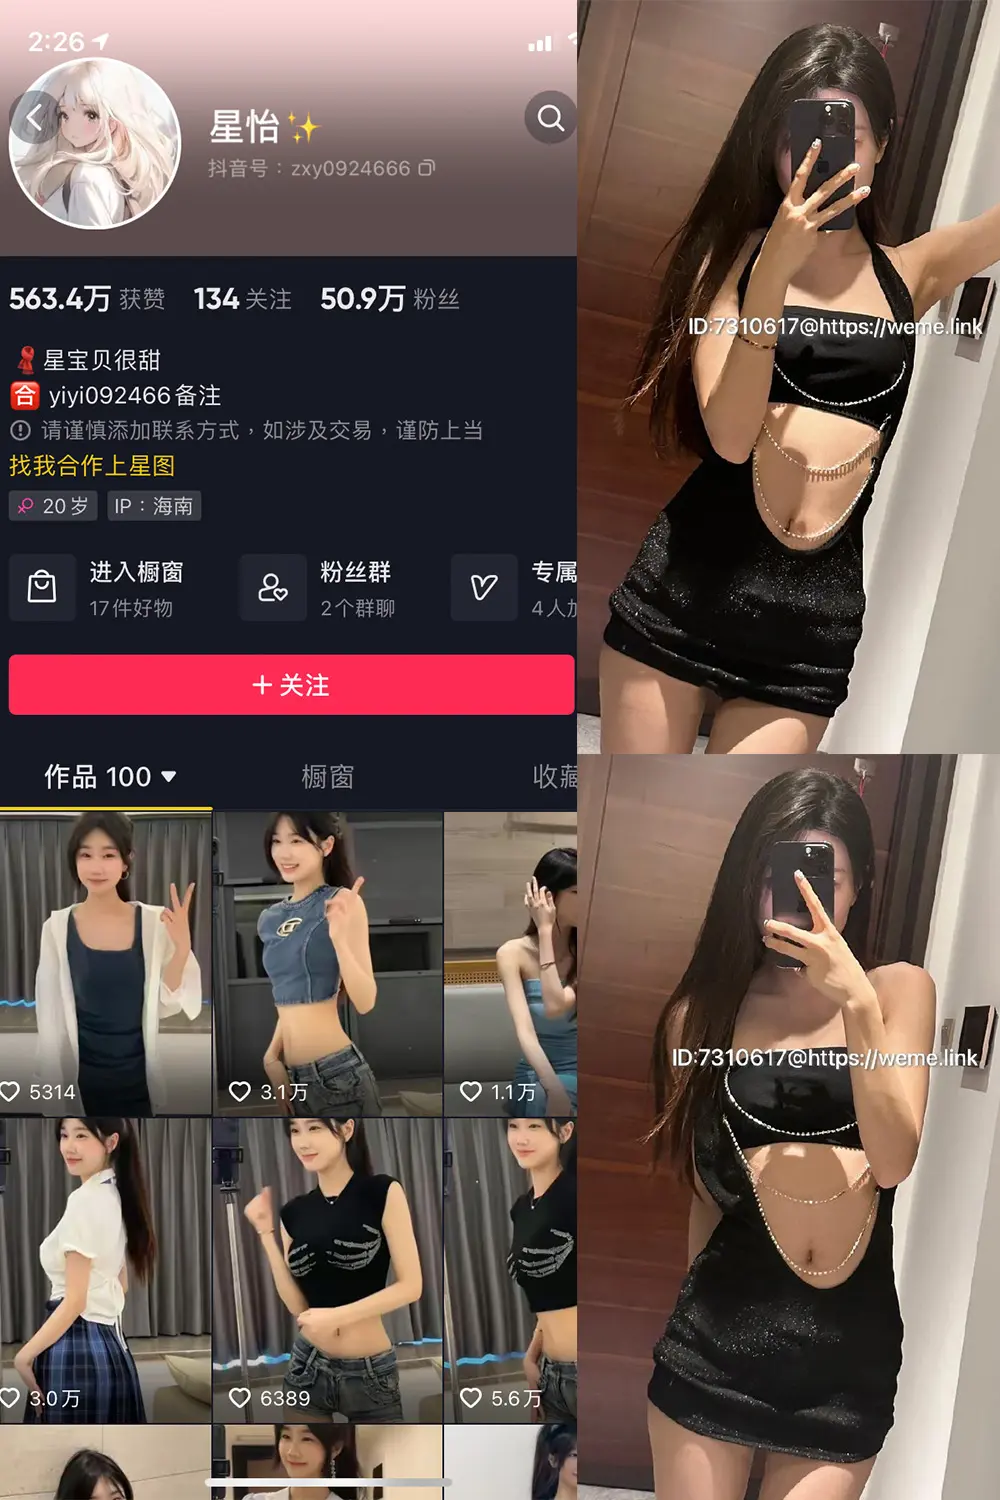 2:26
星怡✨
抖音号：zxy0924666
563.4万 获赞 134 关注 50.9万 粉丝
星宝贝很甜
合 yiyi092466备注
请谨慎添加联系方式，如涉及交易，谨防上当
找我合作上星图
20岁 IP：海南
进入橱窗
17件好物
粉丝群
2个群聊
专属
4人加
+ 关注
作品 100
橱窗
收藏
5314
3.1万
1.1万
3.0万
6389
5.6万
ID:7310617@https://weme.link
ID:7310617@https://weme.link